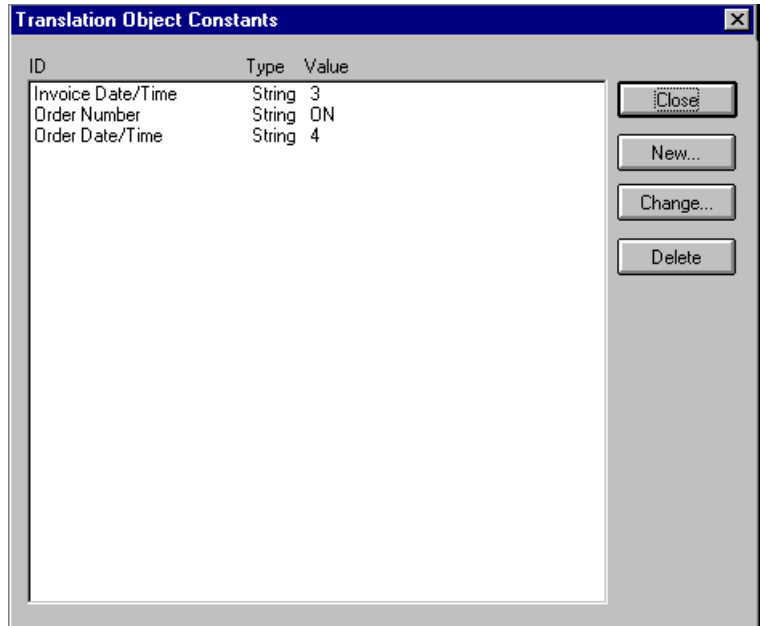 Translation Object Constants
ID Type Value
Invoice Date/Time String 3
Order Number String ON
Order Date/Time String 4
Close
New...
Change...
Delete